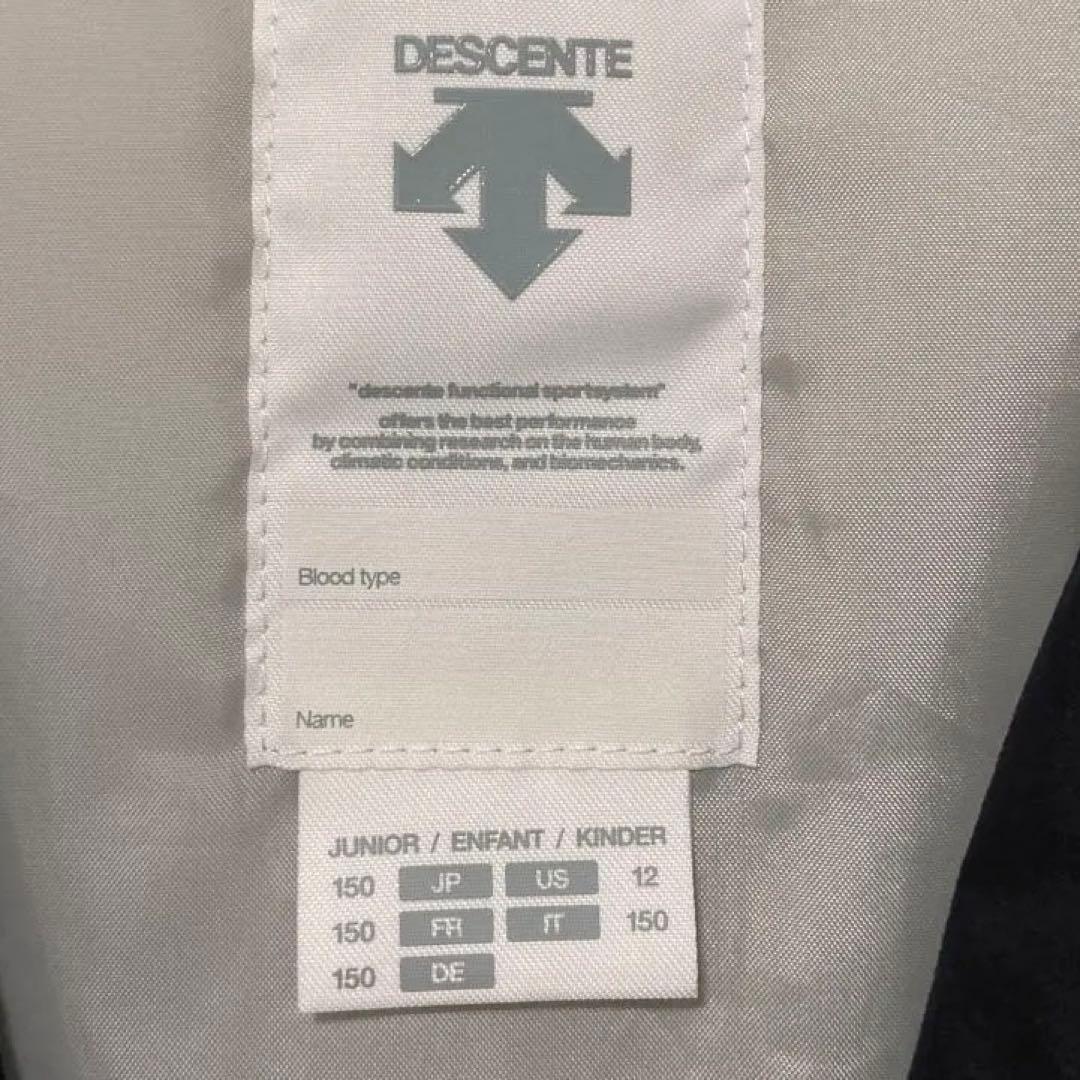 DESCENTE
"descente functional sportsystem"
offers the best performance
by combining research on the human body,
climatic conditions, and biomechanics.
Blood type
Name
JUNIOR / ENFANT / KINDER
150 JP US 12
150 FR IT 150
150 DE